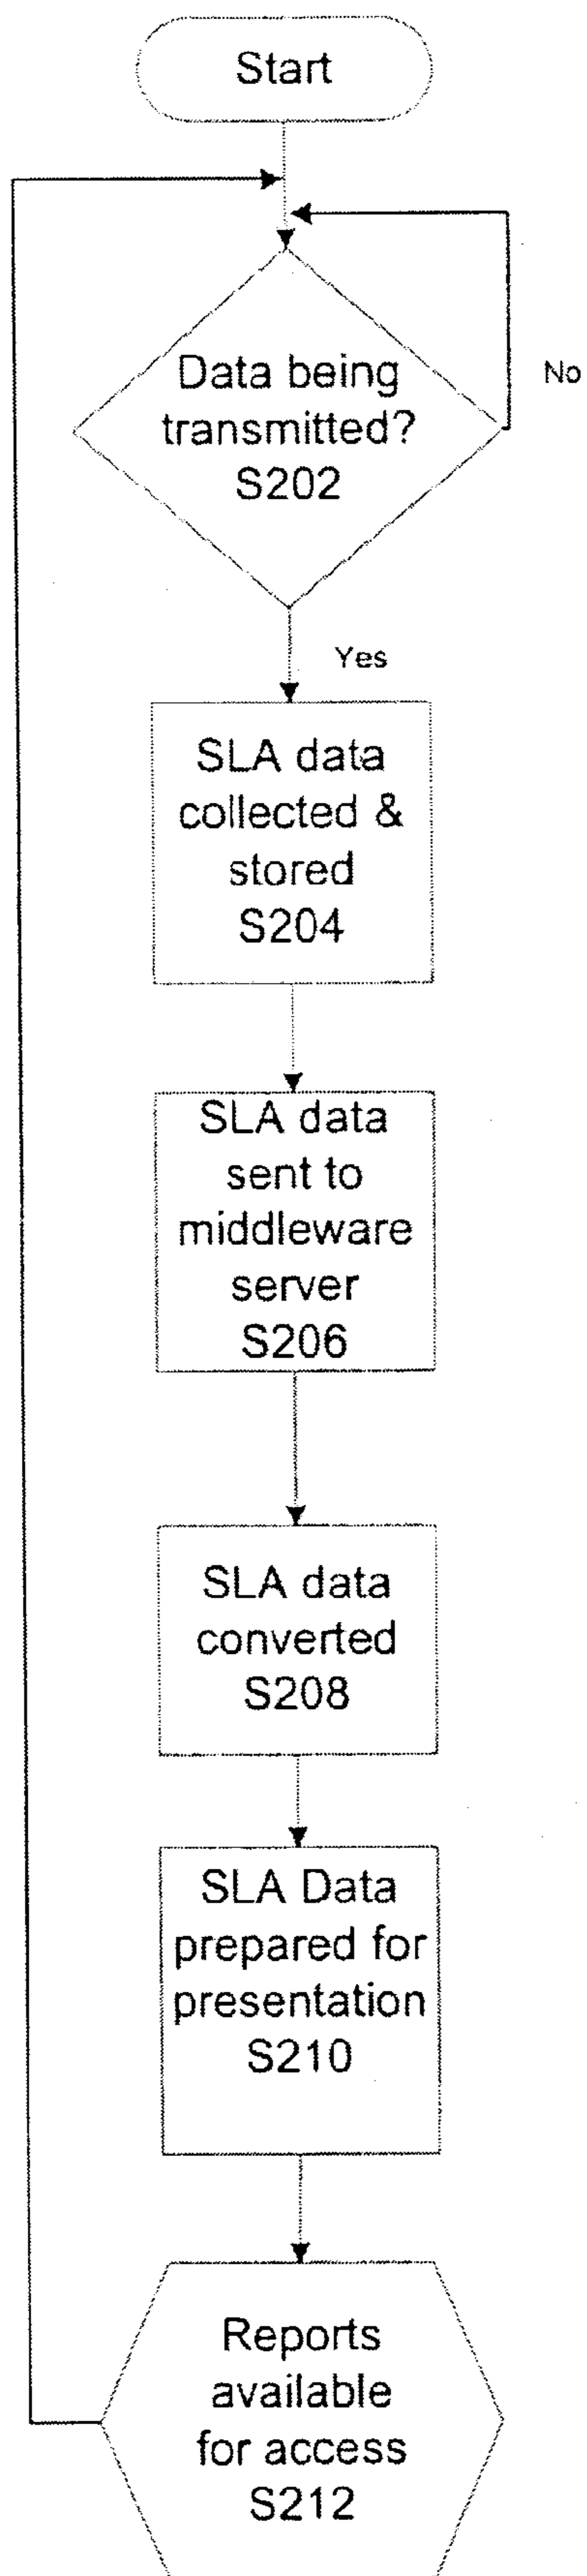 Start
Data being
transmitted?
S202
No
Yes
SLA data
collected &
stored
S204
SLA data
sent to
middleware
server
S206
SLA data
converted
S208
SLA Data
prepared for
presentation
S210
Reports
available
for access
S212